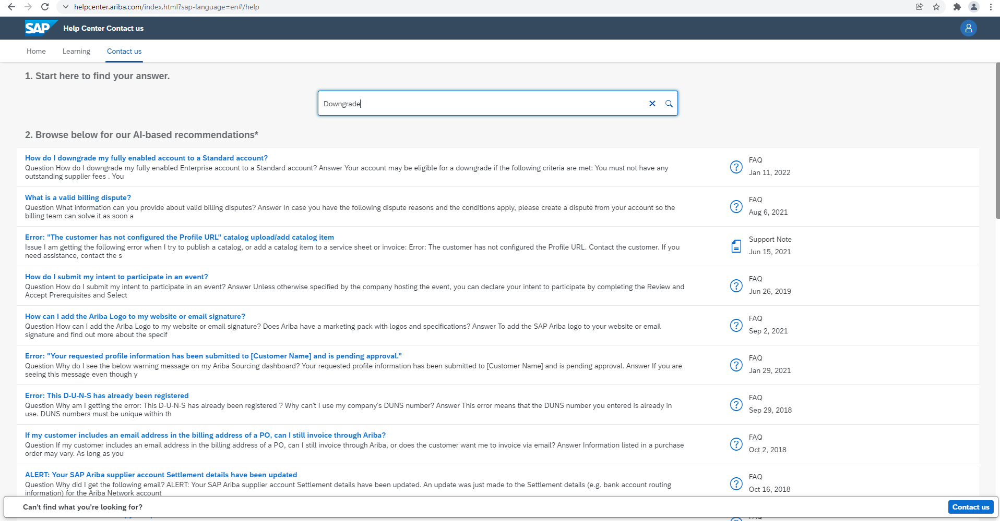 helpcenter.ariba.com/index.html?sap-language=en#/help
SAP Help Center Contact us
Home Learning Contact us
1. Start here to find your answer.
Downgrade
2. Browse below for our AI-based recommendations*
How do I downgrade my fully enabled account to a Standard account?
Question How do I downgrade my fully enabled Enterprise account to a Standard account? Answer Your account may be eligible for a downgrade if the following criteria are met: You must not have any
outstanding supplier fees . You
FAQ
Jan 11, 2022
What is a valid billing dispute?
Question What information can you provide about valid billing disputes? Answer In case you have the following dispute reasons and the conditions apply, please create a dispute from your account so the
billing team can solve it as soon a
FAQ
Aug 6, 2021
Error: "The customer has not configured the Profile URL" catalog upload/add catalog item
Issue I am getting the following error when I try to publish a catalog, or add a catalog item to a service sheet or invoice: Error: The customer has not configured the Profile URL. Contact the customer. If you
need assistance, contact the s
Support Note
Jun 15, 2021
How do I submit my intent to participate in an event?
Question How do I submit my intent to participate in an event? Answer Unless otherwise specified by the company hosting the event, you can declare your intent to participate by completing the Review and
Accept Prerequisites and Select
FAQ
Jun 26, 2019
How can I add the Ariba Logo to my website or email signature?
Question How can I add the Ariba Logo to my website or email signature? Does Ariba have a marketing pack with logos and specifications? Answer To add the SAP Ariba logo to your website or email
signature and find out more about the specif
FAQ
Sep 2, 2021
Error: "Your requested profile information has been submitted to [Customer Name] and is pending approval."
Question Why do I see the below warning message on my Ariba Sourcing dashboard? Your requested profile information has been submitted to [Customer Name] and is pending approval. Answer If you are
seeing this message even though y
FAQ
Jan 29, 2021
Error: This D-U-N-S has already been registered
Question Why am I getting the error: This D-U-N-S has already been registered ? Why can't I use my company's DUNS number? Answer This error means that the DUNS number you entered is already in
use. DUNS numbers must be unique within th
FAQ
Sep 29, 2018
If my customer includes an email address in the billing address of a PO, can I still invoice through Ariba?
Question If my customer includes an email address in the billing address of a PO, can I still invoice through Ariba, or does the customer want me to invoice via email? Answer Information listed in a purchase
order may vary. As long as you
FAQ
Oct 2, 2018
ALERT: Your SAP Ariba supplier account Settlement details have been updated
Question Why did I get the following email? ALERT: Your SAP Ariba supplier account Settlement details have been updated. An update was just made to the Settlement details (e.g. bank account routing
information) for the Ariba Network account
FAQ
Oct 16, 2018
Can't find what you're looking for?
Contact us
FAQ